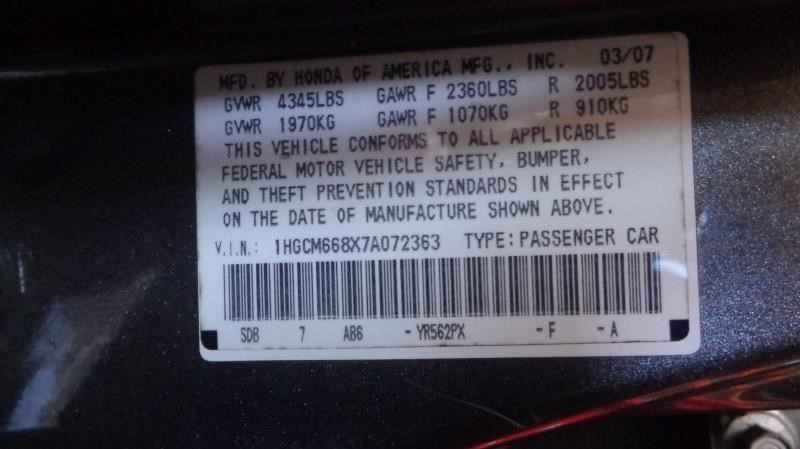 MFD. BY HONDA OF AMERICA MFG., INC. 03/07
GVWR 4345LBS GAWR F 2360LBS R 2005LBS
GVWR 1970KG GAWR F 1070KG R 910KG
THIS VEHICLE CONFORMS TO ALL APPLICABLE
FEDERAL MOTOR VEHICLE SAFETY, BUMPER,
AND THEFT PREVENTION STANDARDS IN EFFECT
ON THE DATE OF MANUFACTURE SHOWN ABOVE.
V.I.N.: 1HGCM668X7A072363 TYPE: PASSENGER CAR
SDB 7 AB6 - YR562PX - F - A